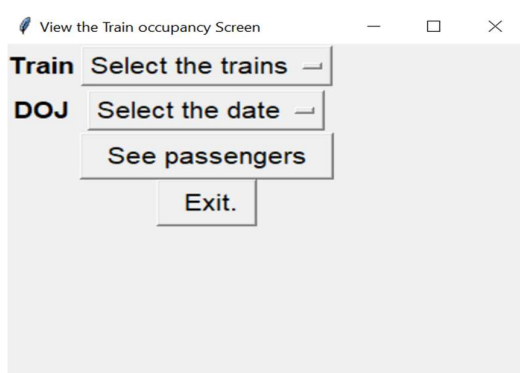 View the Train occupancy Screen
Train Select the trains
DOJ Select the date
See passengers
Exit.